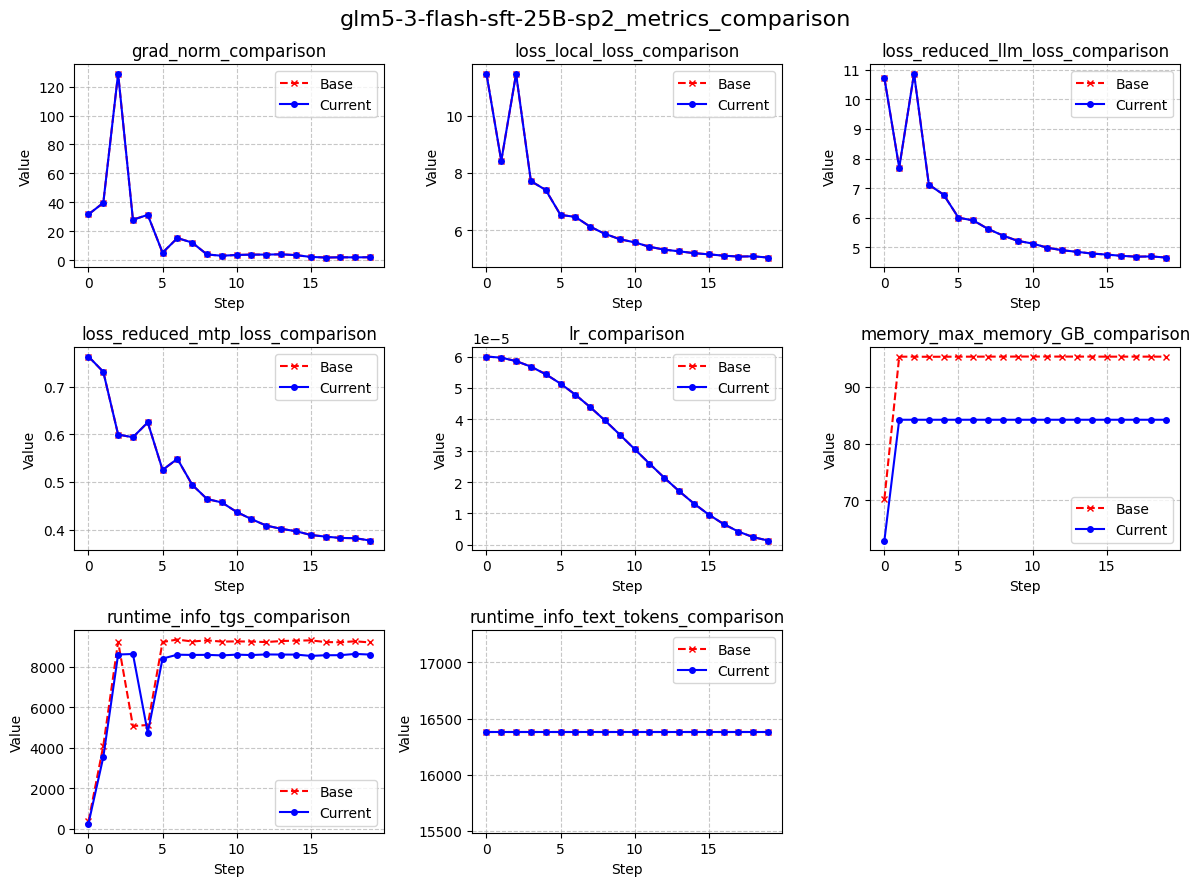 glm5-3-flash-sft-25B-sp2_metrics_comparison
grad_norm_comparison
Value
120
100
80
60
40
20
0
0 5 10 15
Step
Base
Current
loss_local_loss_comparison
Value
10
8
6
0 5 10 15
Step
Base
Current
loss_reduced_llm_loss_comparison
Value
11
10
9
8
7
6
5
0 5 10 15
Step
Base
Current
loss_reduced_mtp_loss_comparison
Value
0.7
0.6
0.5
0.4
0 5 10 15
Step
Base
Current
lr_comparison
1e−5
Value
6
5
4
3
2
1
0
0 5 10 15
Step
Base
Current
memory_max_memory_GB_comparison
Value
90
80
70
0 5 10 15
Step
Base
Current
runtime_info_tgs_comparison
Value
8000
6000
4000
2000
0
0 5 10 15
Step
Base
Current
runtime_info_text_tokens_comparison
Value
17000
16500
16000
15500
0 5 10 15
Step
Base
Current